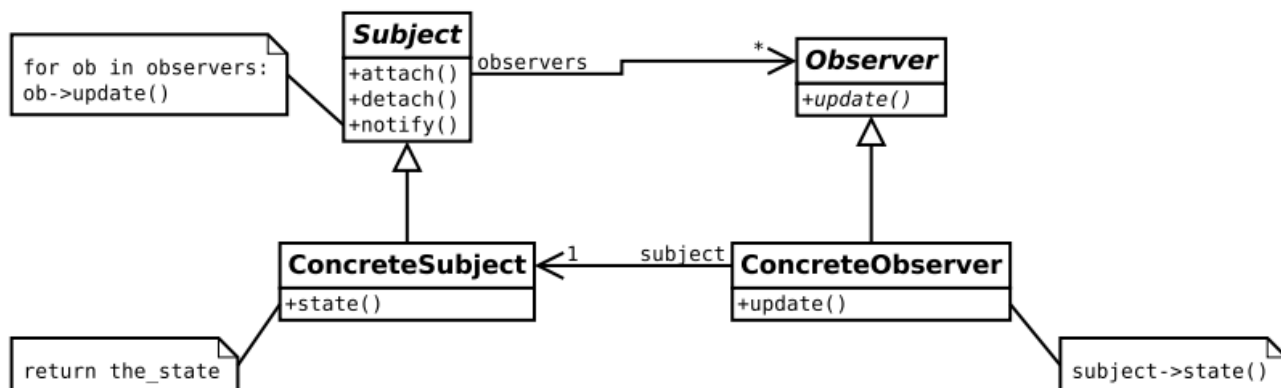 Subject
+attach()
+detach()
+notify()
for ob in observers:
ob->update()
observers
*
Observer
+update()
ConcreteSubject
+state()
1
subject
ConcreteObserver
+update()
return the_state
subject->state()